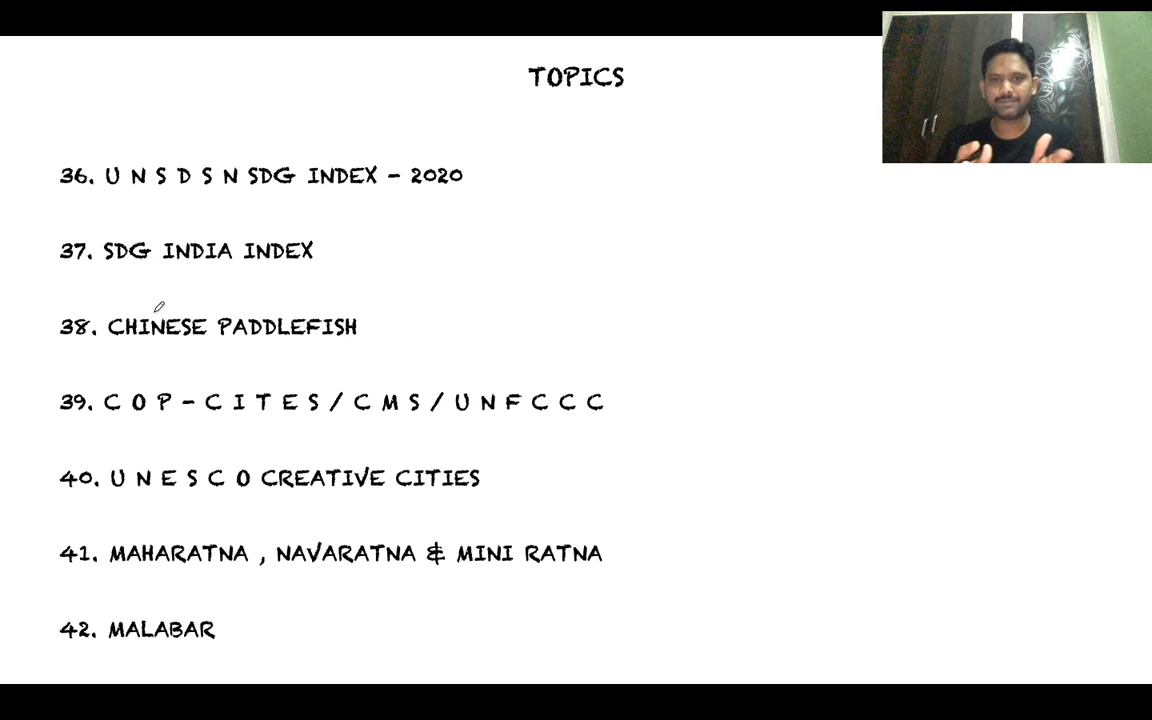 TOPICS
36. U N S D S N SDG INDEX - 2020
37. SDG INDIA INDEX
38. CHINESE PADDLEFISH
39. C O P - C I T E S / C M S / U N F C C C
40. U N E S C O CREATIVE CITIES
41. MAHARATNA , NAVARATNA & MINI RATNA
42. MALABAR